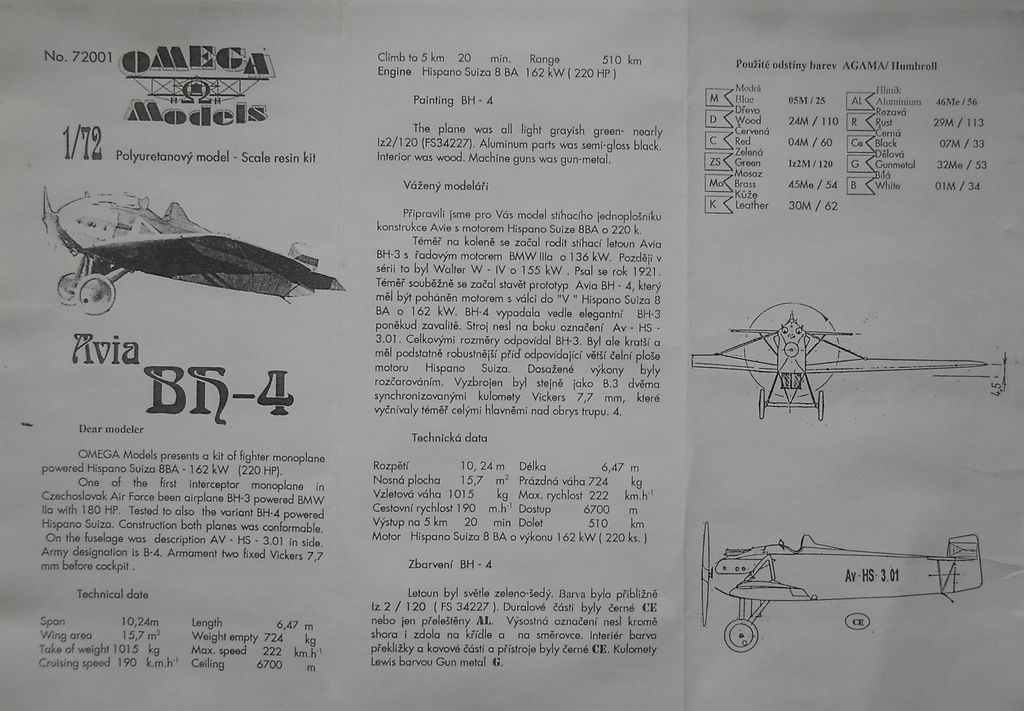 No. 72001
OMEGA
Models
1/72
Polyuretanový model - Scale resin kit
Avia
BH-4
Dear modeler
OMEGA Models presents a kit of fighter monoplane
powered Hispano Suiza 8BA - 162 kW (220 HP).
One of the first interceptor monoplane in
Czechoslovak Air Force been airplane BH-3 powered BMW
IIa with 180 HP. Tested to also the variant BH-4 powered
Hispano Suiza. Construction both planes was conformable.
On the fuselage was description AV - HS - 3.01 in side.
Army designation is B-4. Armament two fixed Vickers 7,7
mm before cockpit .
Technical date
Span 10,24m Length 6,47 m
Wing area 15,7 m² Weight empty 724 kg
Take of weight 1015 kg Max. speed 222 km.h⁻¹
Cruising speed 190 k.m.h⁻¹ Ceiling 6700 m
Climb to 5 km 20 min. Range 510 km
Engine Hispano Suiza 8 BA 162 kW ( 220 HP )
Painting BH - 4
The plane was all light grayish green- nearly
Iz2/120 (FS34227). Aluminum parts was semi-gloss black.
Interior was wood. Machine guns was gun-metal.
Vážený modeláři
Připravili jsme pro Vás model stíhacího jednoplošníku
konstrukce Avie s motorem Hispano Suize 8BA o 220 k.
Téměř na koleně se začal rodit stíhací letoun Avia
BH-3 s řadovým motorem BMW IIIa o 136 kW. Později v
sérii to byl Walter W - IV o 155 kW . Psal se rok 1921.
Téměř souběžně se začal stavět prototyp Avia BH - 4, který
měl být poháněn motorem s válci do "V " Hispano Suiza 8
BA o 162 kW. BH-4 vypadala vedle elegantní BH-3
poněkud zavalitě. Stroj nesl na boku označení Av - HS -
3.01. Celkovými rozměry odpovídal BH-3. Byl ale kratší a
měl podstatně robustnější příď odpovídající větší čelní ploše
motoru Hispano Suiza. Dosažené výkony byly
rozčarováním. Vyzbrojen byl stejně jako B.3 dvěma
synchronizovanými kulomety Vickers 7,7 mm, které
vyčnívaly téměř celými hlavněmi nad obrys trupu. 4.
Technická data
Rozpětí 10, 24 m Délka 6,47 m
Nosná plocha 15,7 m² Prázdná váha 724 kg
Vzletová váha 1015 kg Max. rychlost 222 km.h⁻¹
Cestovní rychlost 190 m.h⁻¹ Dostup 6700 m
Výstup na 5 km 20 min Dolet 510 km
Motor Hispano Suiza 8 BA o výkonu 162 kW ( 220 ks. )
Zbarvení BH - 4
Letoun byl světle zeleno-šedý. Barva byla přibližně
Iz 2 / 120 ( FS 34227 ). Duralové části byly černé CE
nebo jen přeleštěny AL. Výsostná označení nesl kromě
shora i zdola na křídle a na směrovce. Interiér barva
překližky a kovové části a přístroje byly černé CE. Kulomety
Lewis barvou Gun metal G.
Použité odstíny barev AGAMA/ Humbroll
M Modrá Blue 05M / 25
D Dřevo Wood 24M / 110
C Červená Red 04M / 60
ZS Zelená Green Iz2M / 120
Mo Mosaz Brass 45Me / 54
K Kůže Leather 30M / 62
AL Hliník Aluminium 46Me / 56
R Rezavá Rust 29M / 113
Ce Černá Black 07M / 33
G Dělová Gunmetal 32Me / 53
B Bílá White 01M / 34
4,5
Av-HS-3.01
CE